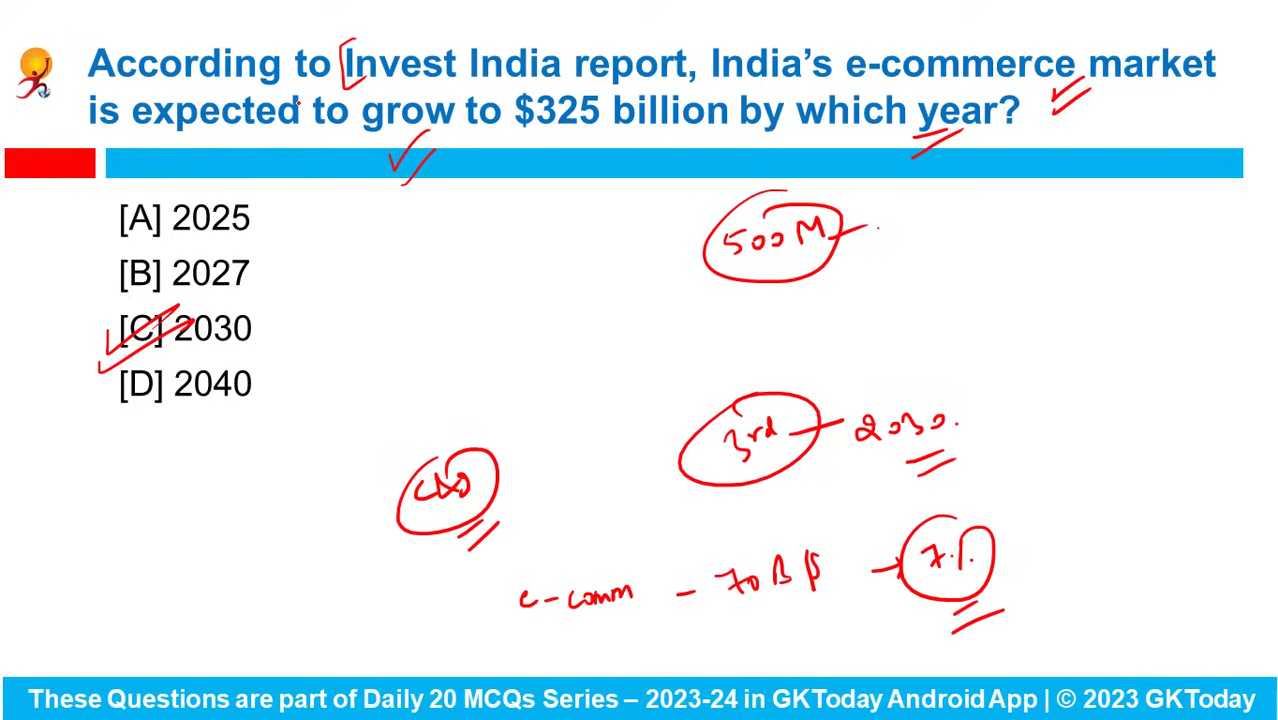 According to Invest India report, India's e-commerce market
is expected to grow to $325 billion by which year?
[A] 2025
500 M
[B] 2027
[C] 2030
[D] 2040
3rd – 2030.
e-comm – 70 B $ → 7%
These Questions are part of Daily 20 MCQs Series – 2023-24 in GKToday Android App | © 2023 GKToday